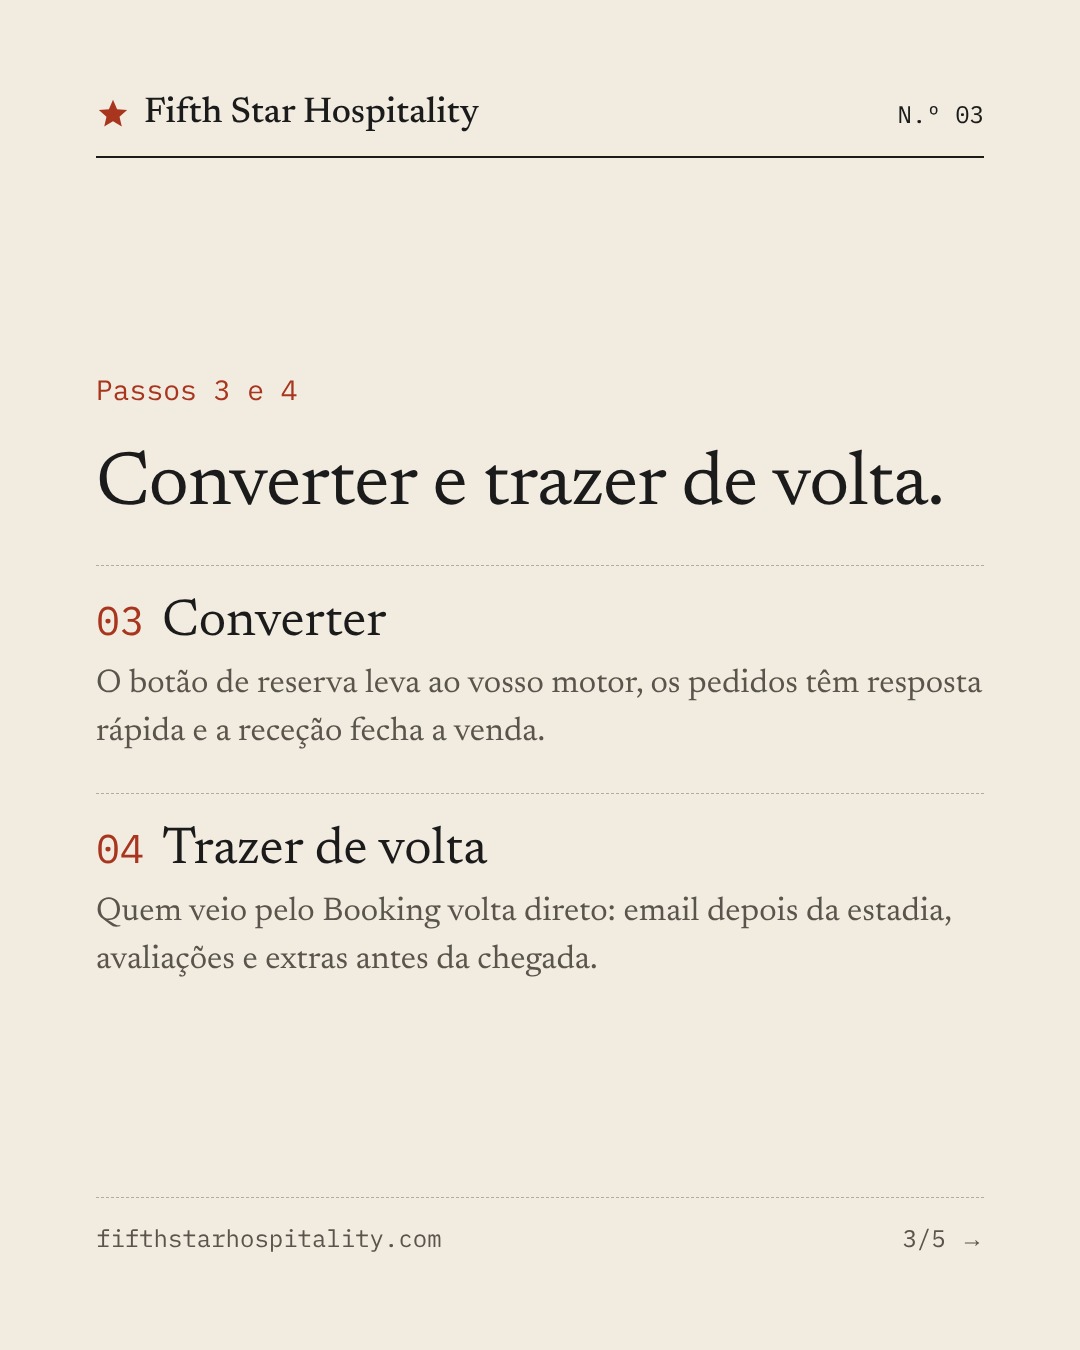 Fifth Star Hospitality
N.º 03
Passos 3 e 4
Converter e trazer de volta.
03 Converter
O botão de reserva leva ao vosso motor, os pedidos têm resposta
rápida e a receção fecha a venda.
04 Trazer de volta
Quem veio pelo Booking volta direto: email depois da estadia,
avaliações e extras antes da chegada.
fifthstarhospitality.com
3/5 →